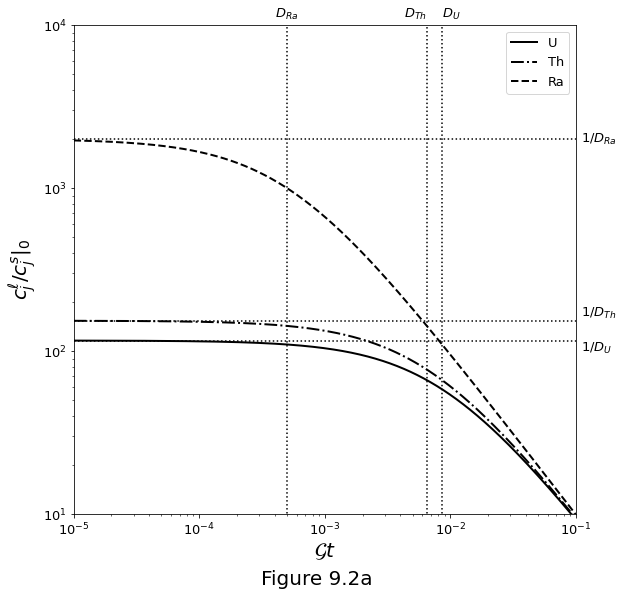 D_Ra D_Th D_U
10^4
U
Th
Ra
1/D_Ra
10^3
1/D_Th
10^2
1/D_U
10^1
c_j^ℓ/c_j^s|_0
10^-5 10^-4 10^-3 10^-2 10^-1
𝒢t
Figure 9.2a